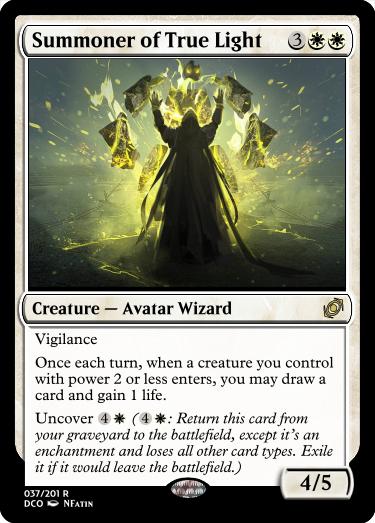 Summoner of True Light 3
Creature — Avatar Wizard
Vigilance
Once each turn, when a creature you control
with power 2 or less enters, you may draw a
card and gain 1 life.
Uncover 4 (4: Return this card from
your graveyard to the battlefield, except it's an
enchantment and loses all other card types. Exile
it if it would leave the battlefield.)
4/5
037/201 R
DCO NFATIN